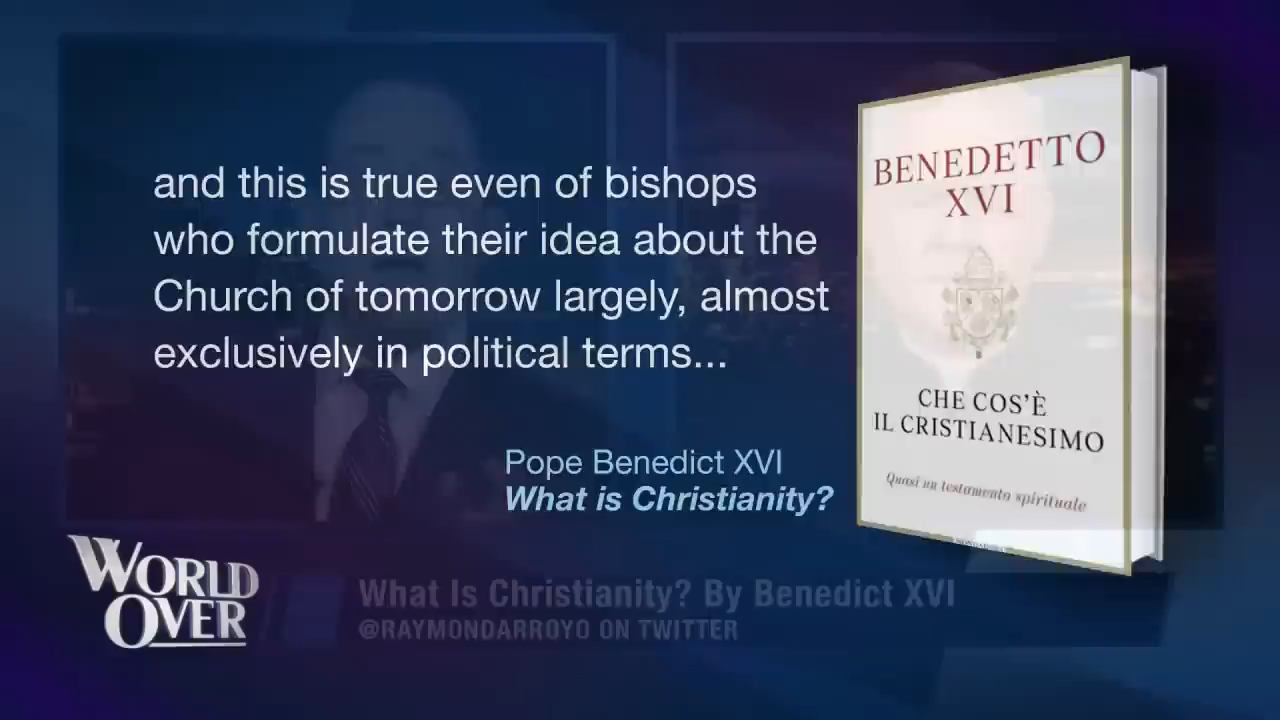 and this is true even of bishops
who formulate their idea about the
Church of tomorrow largely, almost
exclusively in political terms...
Pope Benedict XVI
What is Christianity?
BENEDETTO
XVI
CHE COS'È
IL CRISTIANESIMO
Quasi un testamento spirituale
WORLD
OVER
What Is Christianity? By Benedict XVI
@RAYMONDARROYO ON TWITTER